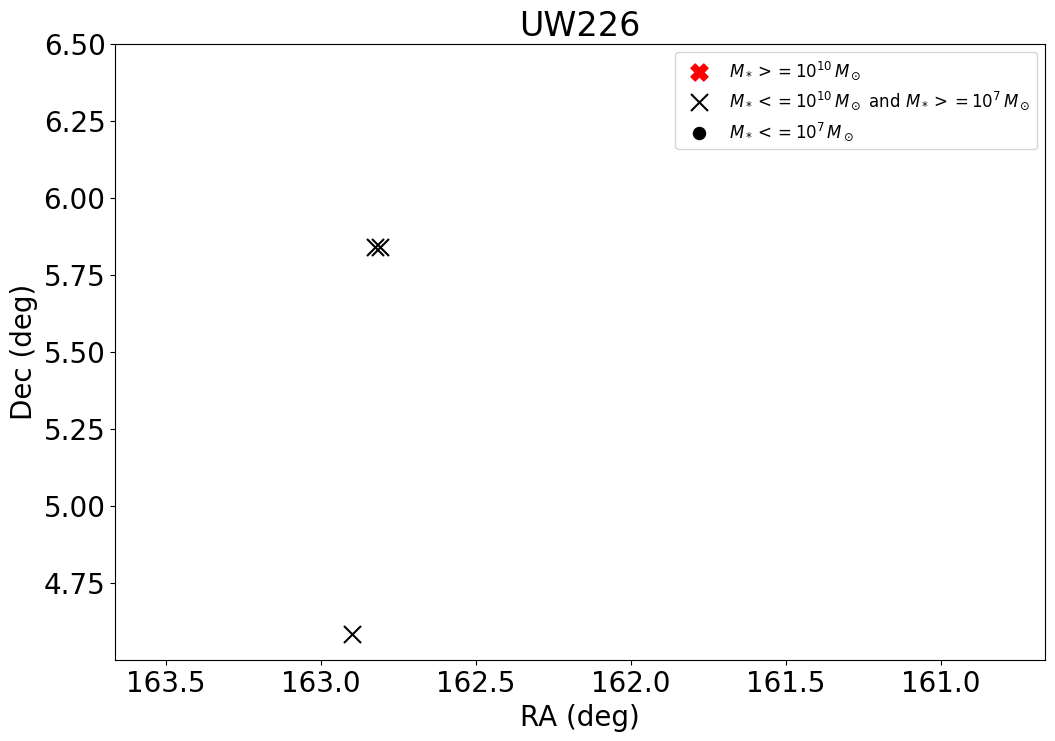 UW226
M* >= 10^10 M⊙
M* <= 10^10 M⊙ and M* >= 10^7 M⊙
M* <= 10^7 M⊙
6.50
6.25
6.00
5.75
5.50
5.25
5.00
4.75
Dec (deg)
163.5 163.0 162.5 162.0 161.5 161.0
RA (deg)